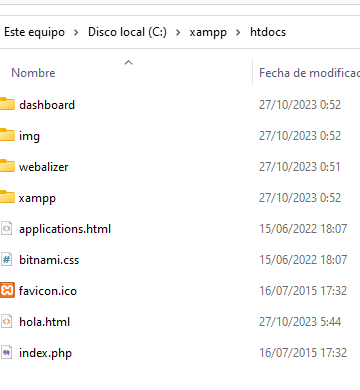 Este equipo > Disco local (C:) > xampp > htdocs
Nombre Fecha de modificac
dashboard 27/10/2023 0:52
img 27/10/2023 0:52
webalizer 27/10/2023 0:51
xampp 27/10/2023 0:52
applications.html 15/06/2022 18:07
bitnami.css 15/06/2022 18:07
favicon.ico 16/07/2015 17:32
hola.html 27/10/2023 5:44
index.php 16/07/2015 17:32